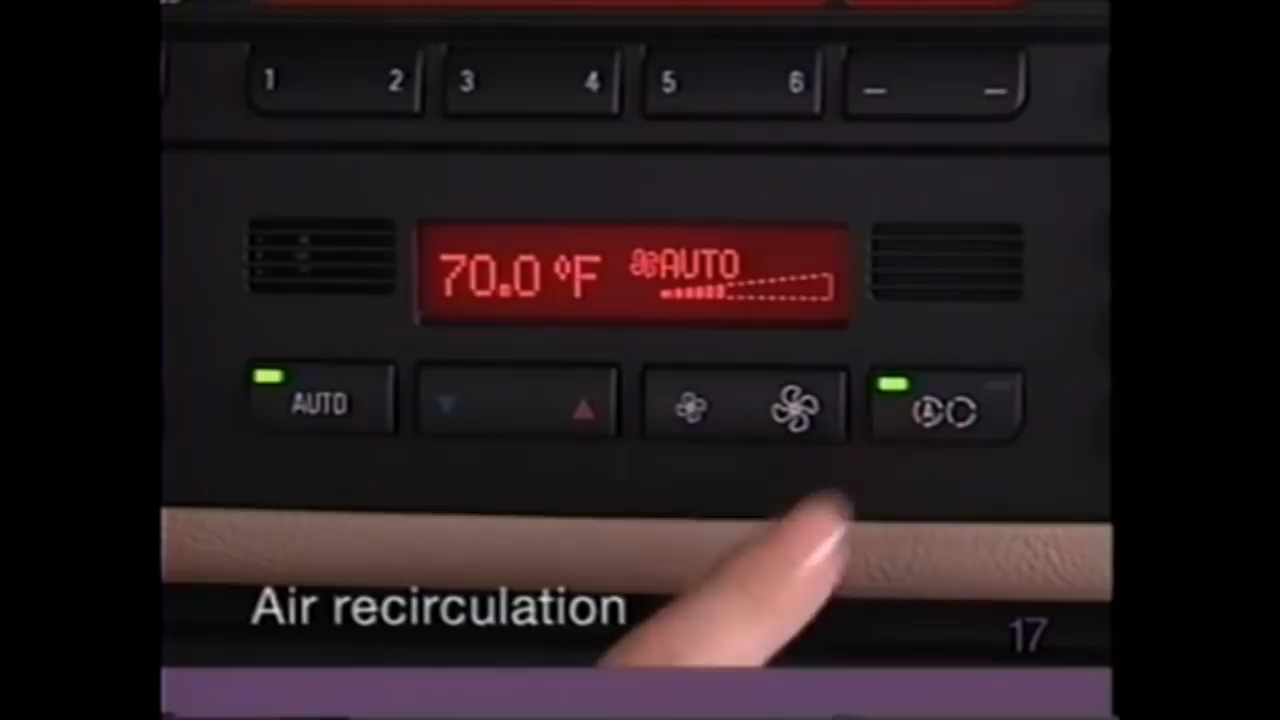 1 2 3 4 5 6 — —
70.0 °F AUTO
AUTO A
Air recirculation
17